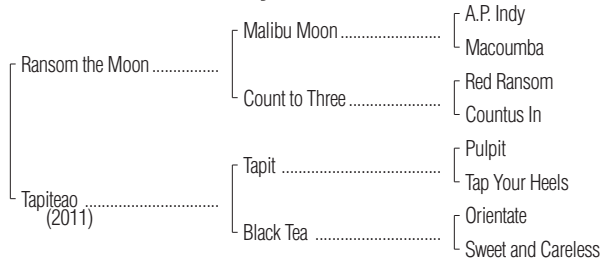 A.P. Indy
Malibu Moon ......................
Macoumba
Ransom the Moon ................
Red Ransom
Count to Three .....................
Countus In
Pulpit
Tapit ....................................
Tap Your Heels
Tapiteao ..............................
(2011)
Orientate
Black Tea ............................
Sweet and Careless